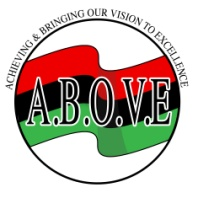 ACHIEVING & BRINGING OUR VISION TO EXCELLENCE
A.B.O.V.E